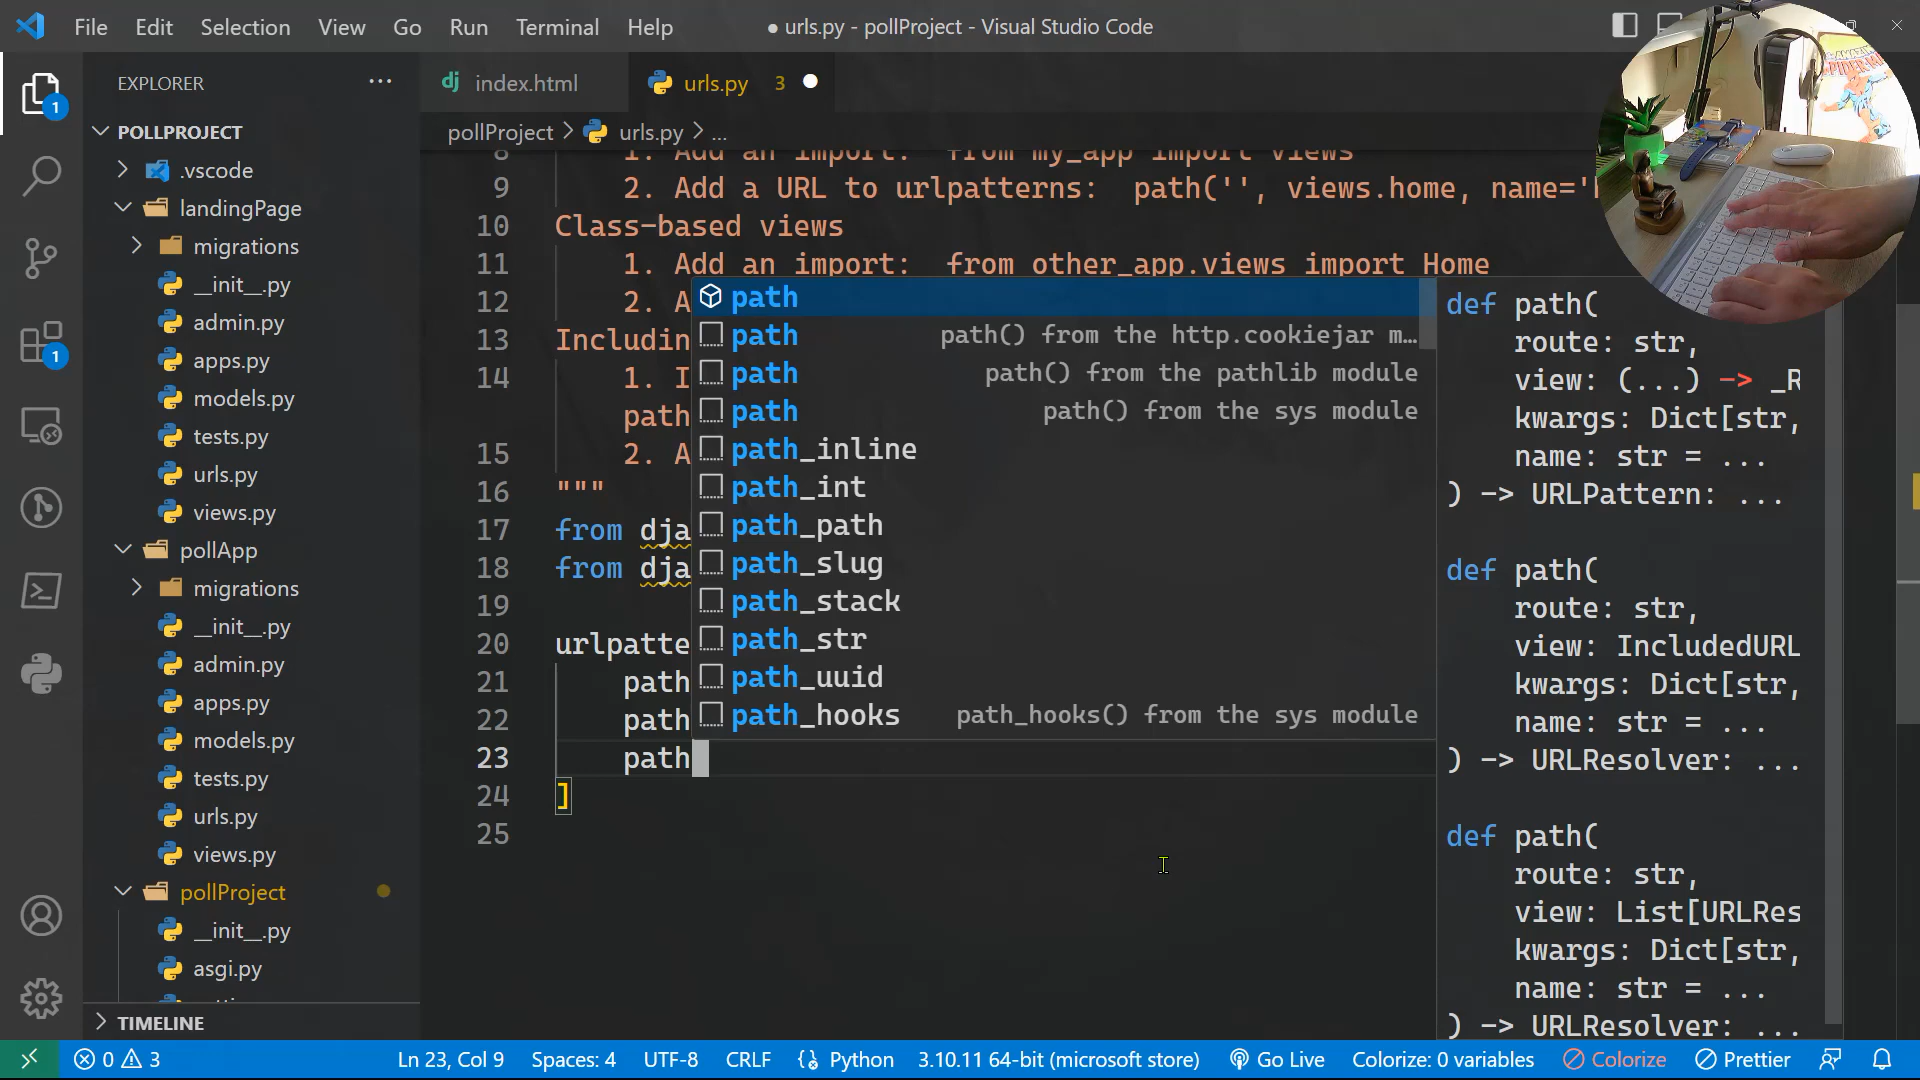 File Edit Selection View Go Run Terminal Help
● urls.py - pollProject - Visual Studio Code
EXPLORER ...
index.html
urls.py 3
POLLPROJECT
pollProject > urls.py > ...
.vscode
landingPage
migrations
__init__.py
admin.py
apps.py
models.py
tests.py
urls.py
views.py
pollApp
migrations
__init__.py
admin.py
apps.py
models.py
tests.py
urls.py
views.py
pollProject
__init__.py
asgi.py
TIMELINE
1
1
8 1. Add an import: from my_app import views
9 2. Add a URL to urlpatterns: path('', views.home, name='
10 Class-based views
11 1. Add an import: from other_app.views import Home
12 2. A
13 Includin
14 1. I
path
15 2. A
16 """
17 from dja
18 from dja
19
20 urlpatte
21 path
22 path
23 path
24 ]
25
path
path path() from the http.cookiejar m…
path path() from the pathlib module
path path() from the sys module
path_inline
path_int
path_path
path_slug
path_stack
path_str
path_uuid
path_hooks path_hooks() from the sys module
def path(
route: str,
view: (...) -> _R
kwargs: Dict[str,
name: str = ...
) -> URLPattern: ...
def path(
route: str,
view: IncludedURL
kwargs: Dict[str,
name: str = ...
) -> URLResolver: ...
def path(
route: str,
view: List[URLRes
kwargs: Dict[str,
name: str = ...
) -> URLResolver: ...
0 3 Ln 23, Col 9 Spaces: 4 UTF-8 CRLF Python 3.10.11 64-bit (microsoft store) Go Live Colorize: 0 variables Colorize Prettier